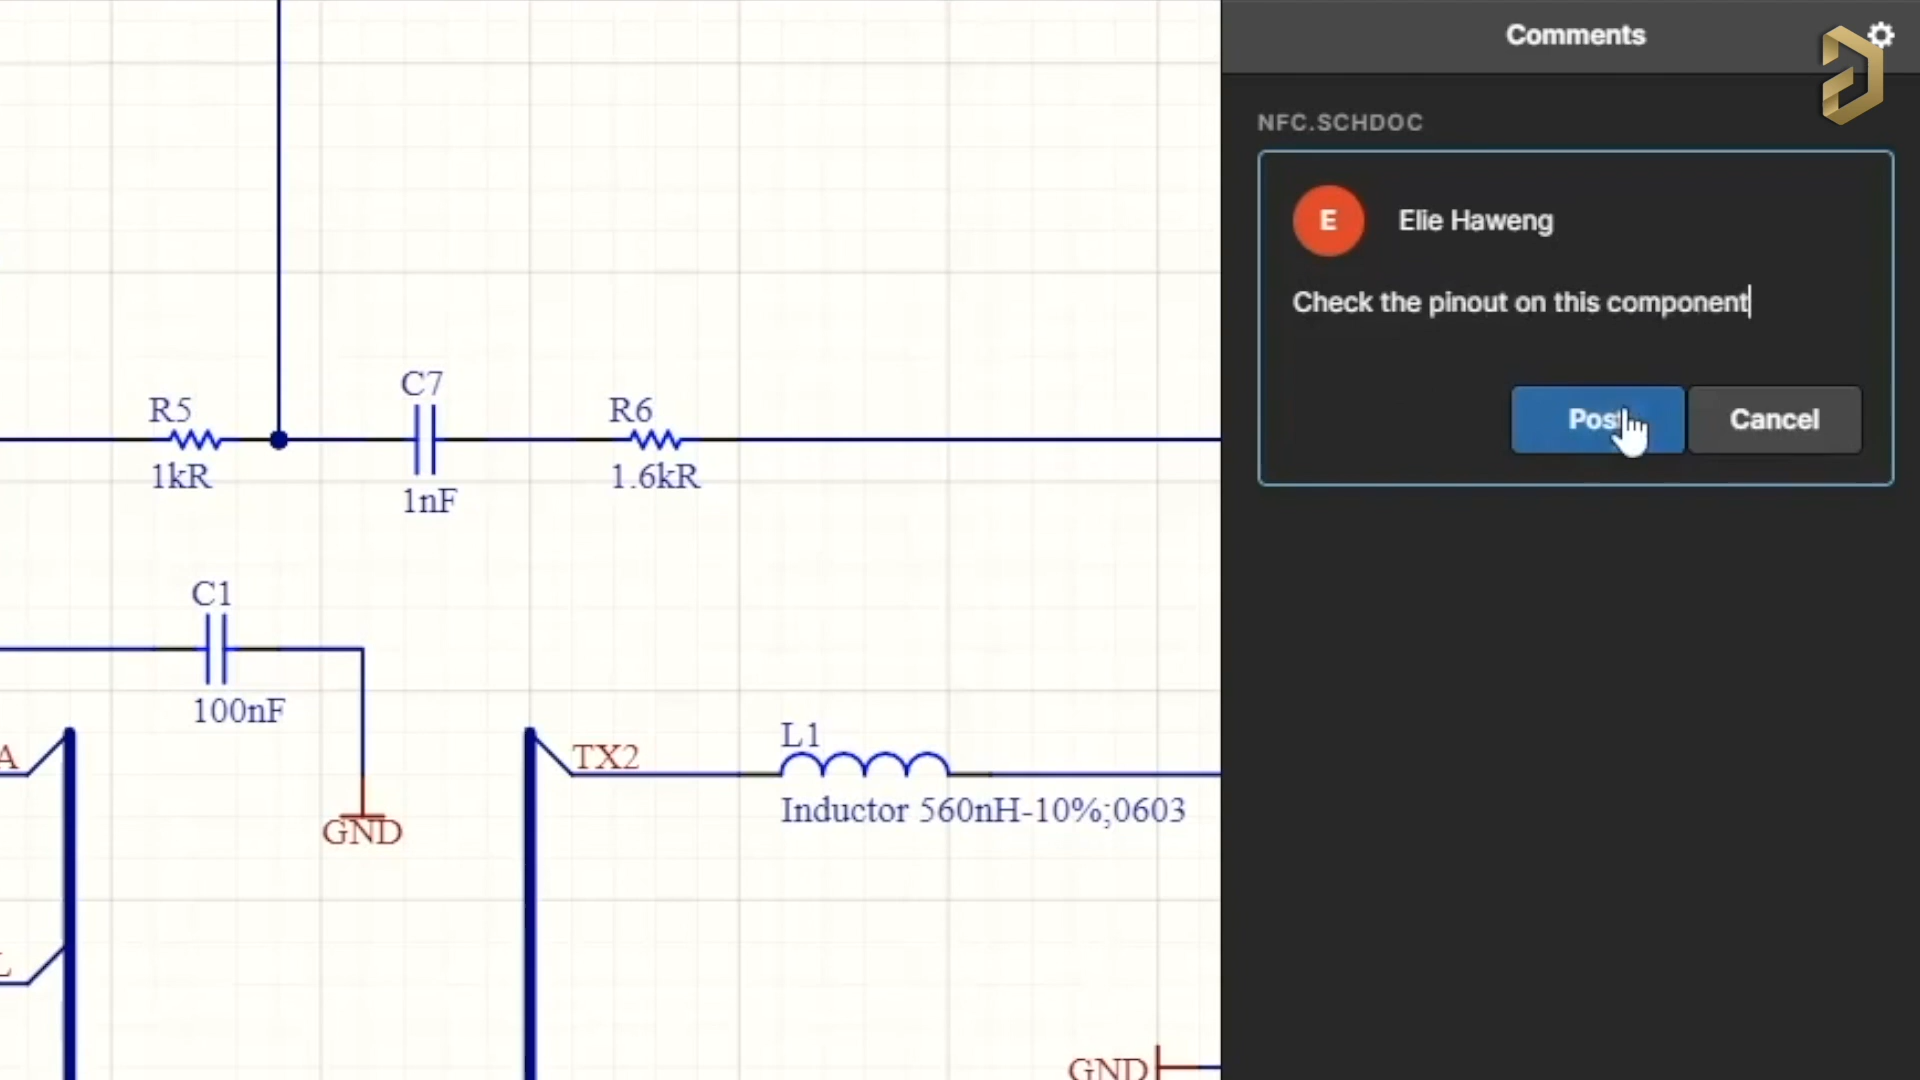 Comments
NFC.SCHDOC
E
Elie Haweng
Check the pinout on this component
Post
Cancel
C7
R5
R6
1kR
1nF
1.6kR
C1
100nF
A
TX2
L1
Inductor 560nH-10%;0603
GND
L
GND